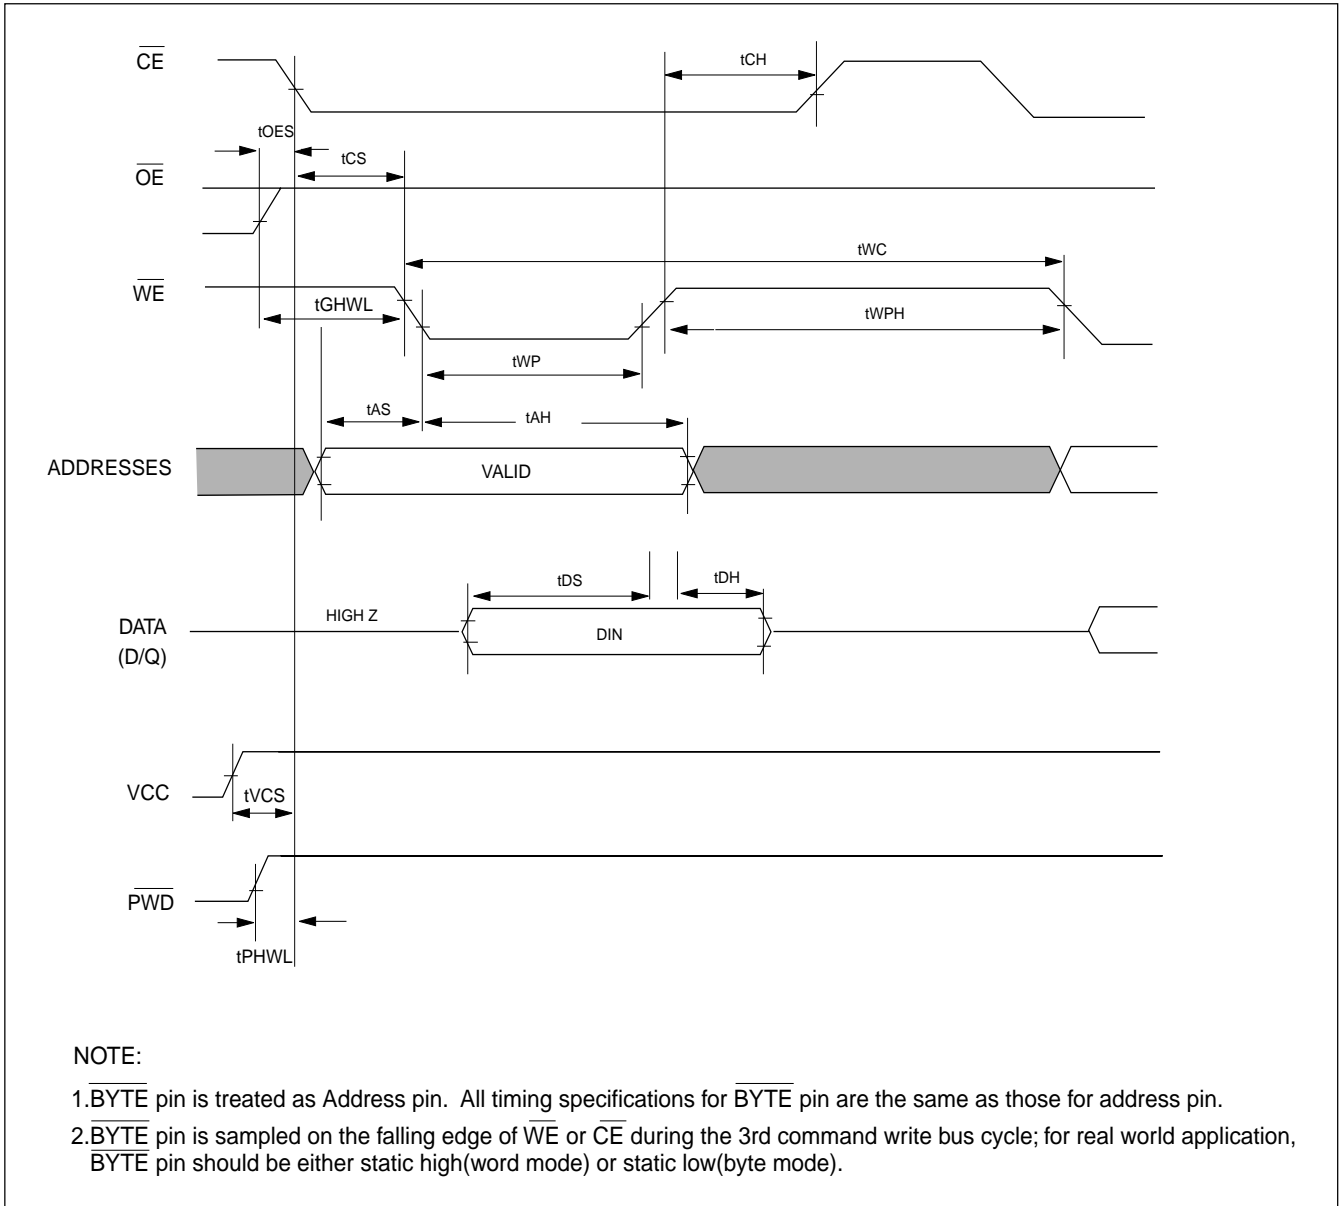 CE
tCH
tOES
tCS
OE
tWC
WE
tGHWL
tWPH
tWP
tAS
tAH
ADDRESSES
VALID
tDS
tDH
HIGH Z
DATA
(D/Q)
DIN
VCC
tVCS
PWD
tPHWL
NOTE:
1.BYTE pin is treated as Address pin. All timing specifications for BYTE pin are the same as those for address pin.
2.BYTE pin is sampled on the falling edge of WE or CE during the 3rd command write bus cycle; for real world application,
BYTE pin should be either static high(word mode) or static low(byte mode).